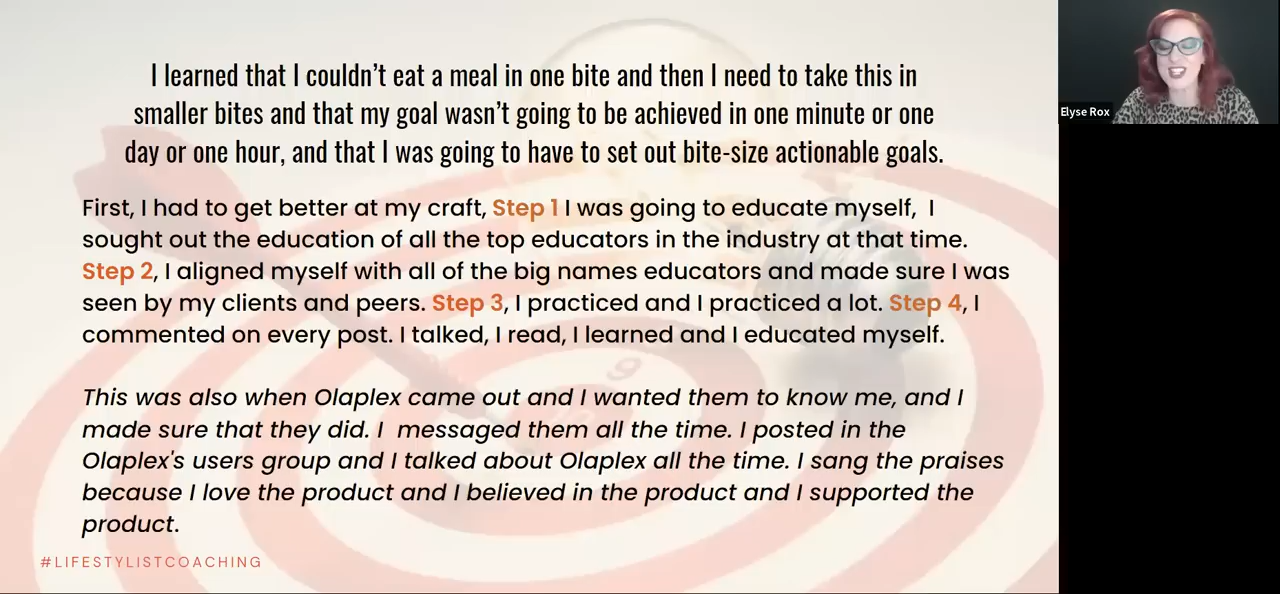 I learned that I couldn't eat a meal in one bite and then I need to take this in
smaller bites and that my goal wasn't going to be achieved in one minute or one
day or one hour, and that I was going to have to set out bite-size actionable goals.
First, I had to get better at my craft, Step 1 I was going to educate myself,  I
sought out the education of all the top educators in the industry at that time.
Step 2, I aligned myself with all of the big names educators and made sure I was
seen by my clients and peers. Step 3, I practiced and I practiced a lot. Step 4, I
commented on every post. I talked, I read, I learned and I educated myself.
This was also when Olaplex came out and I wanted them to know me, and I
made sure that they did. I  messaged them all the time. I posted in the
Olaplex's users group and I talked about Olaplex all the time. I sang the praises
because I love the product and I believed in the product and I supported the
product.
#LIFESTYLISTCOACHING
Elyse Rox
9
10